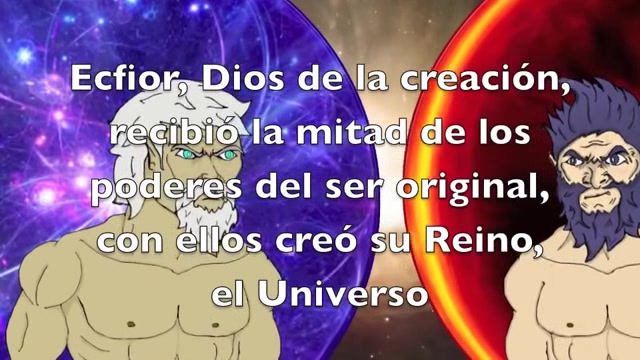 Ecfior, Dios de la creación,
recibió la mitad de los
poderes del ser original,
con ellos creó su Reino,
el Universo